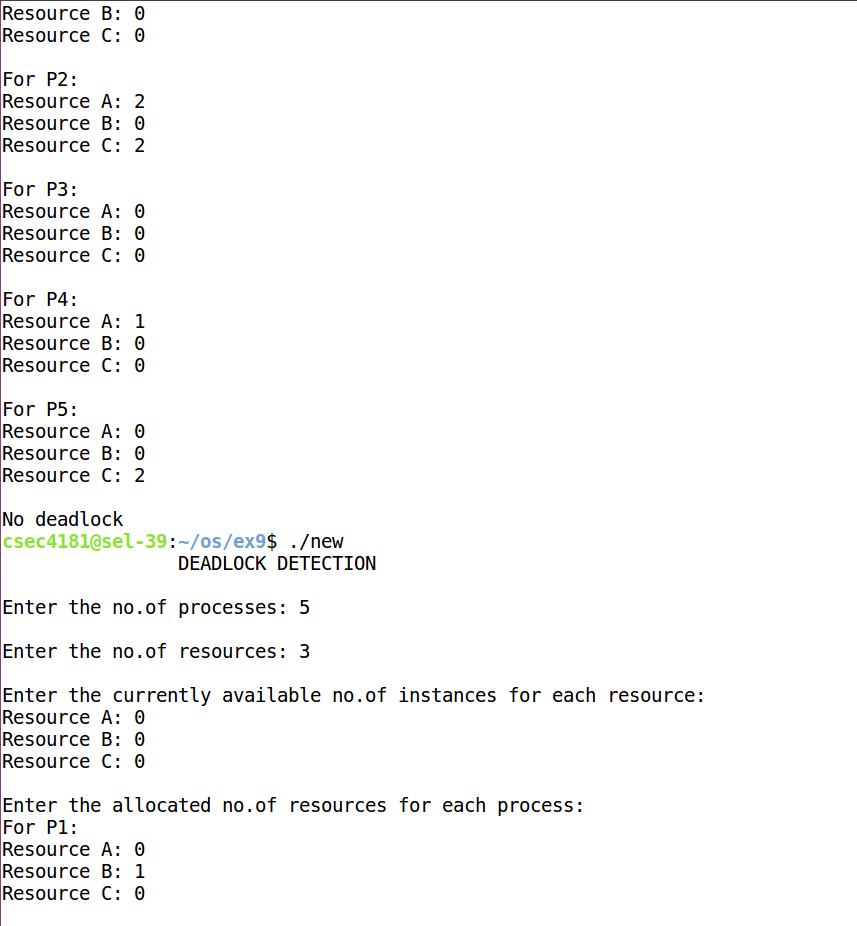 Resource B: 0
Resource C: 0
For P2:
Resource A: 2
Resource B: 0
Resource C: 2
For P3:
Resource A: 0
Resource B: 0
Resource C: 0
For P4:
Resource A: 1
Resource B: 0
Resource C: 0
For P5:
Resource A: 0
Resource B: 0
Resource C: 2
No deadlock
csec4181@sel-39:~/os/ex9$ ./new
DEADLOCK DETECTION
Enter the no.of processes: 5
Enter the no.of resources: 3
Enter the currently available no.of instances for each resource:
Resource A: 0
Resource B: 0
Resource C: 0
Enter the allocated no.of resources for each process:
For P1:
Resource A: 0
Resource B: 1
Resource C: 0